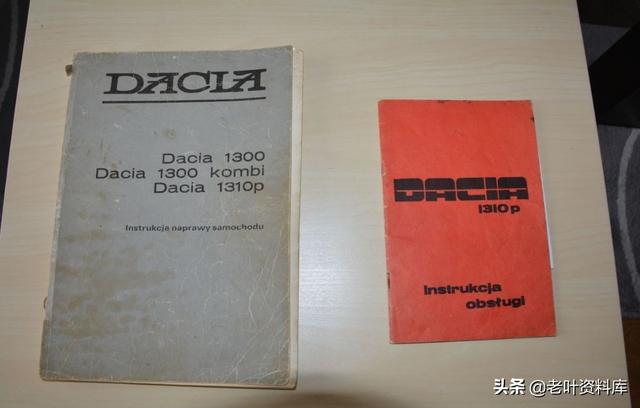 DACIA
Dacia 1300
Dacia 1300 kombi
Dacia 1310p
Instrukcja naprawy samochodu
DACIA
1310p
Instrukcja
obsługi
头条 @老叶资料库